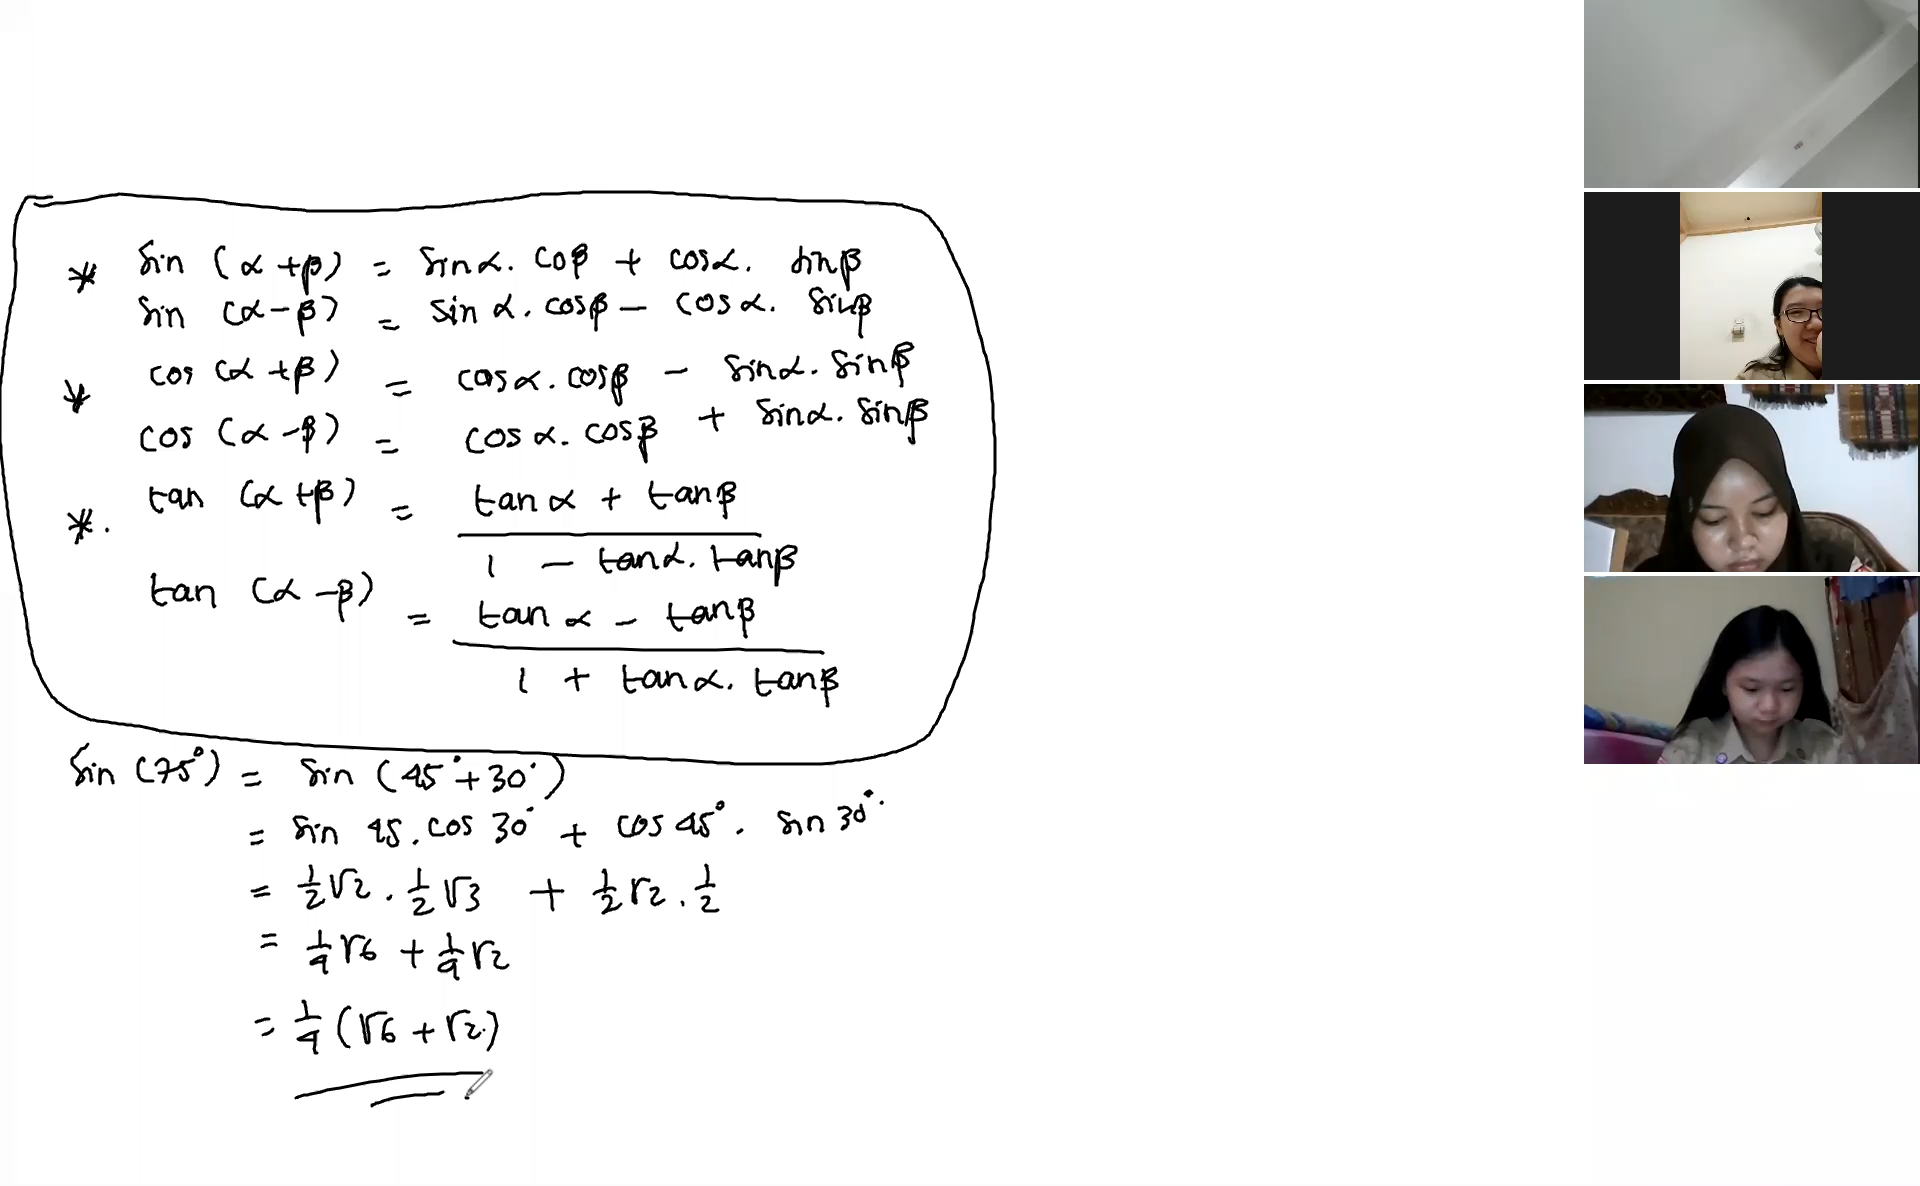 * sin (α+β) = sinα. coβ + cosα. sinβ
sin (α-β) = sin α. cosβ - cos α. sinβ
* cos (α+β) = cosα. cosβ - sinα. sinβ
cos (α-β) = cos α. cosβ + sinα. sinβ
*. tan (α+β) = tan α + tanβ
1 - tanα. tanβ
tan (α-β) = tan α - tanβ
1 + tanα. tanβ
sin (75°) = sin (45°+30°)
= sin 45. cos 30° + cos 45°. sin 30°.
= 1/2 √2 . 1/2 √3 + 1/2 √2 . 1/2
= 1/4 √6 + 1/4 √2
= 1/4 (√6 + √2.)